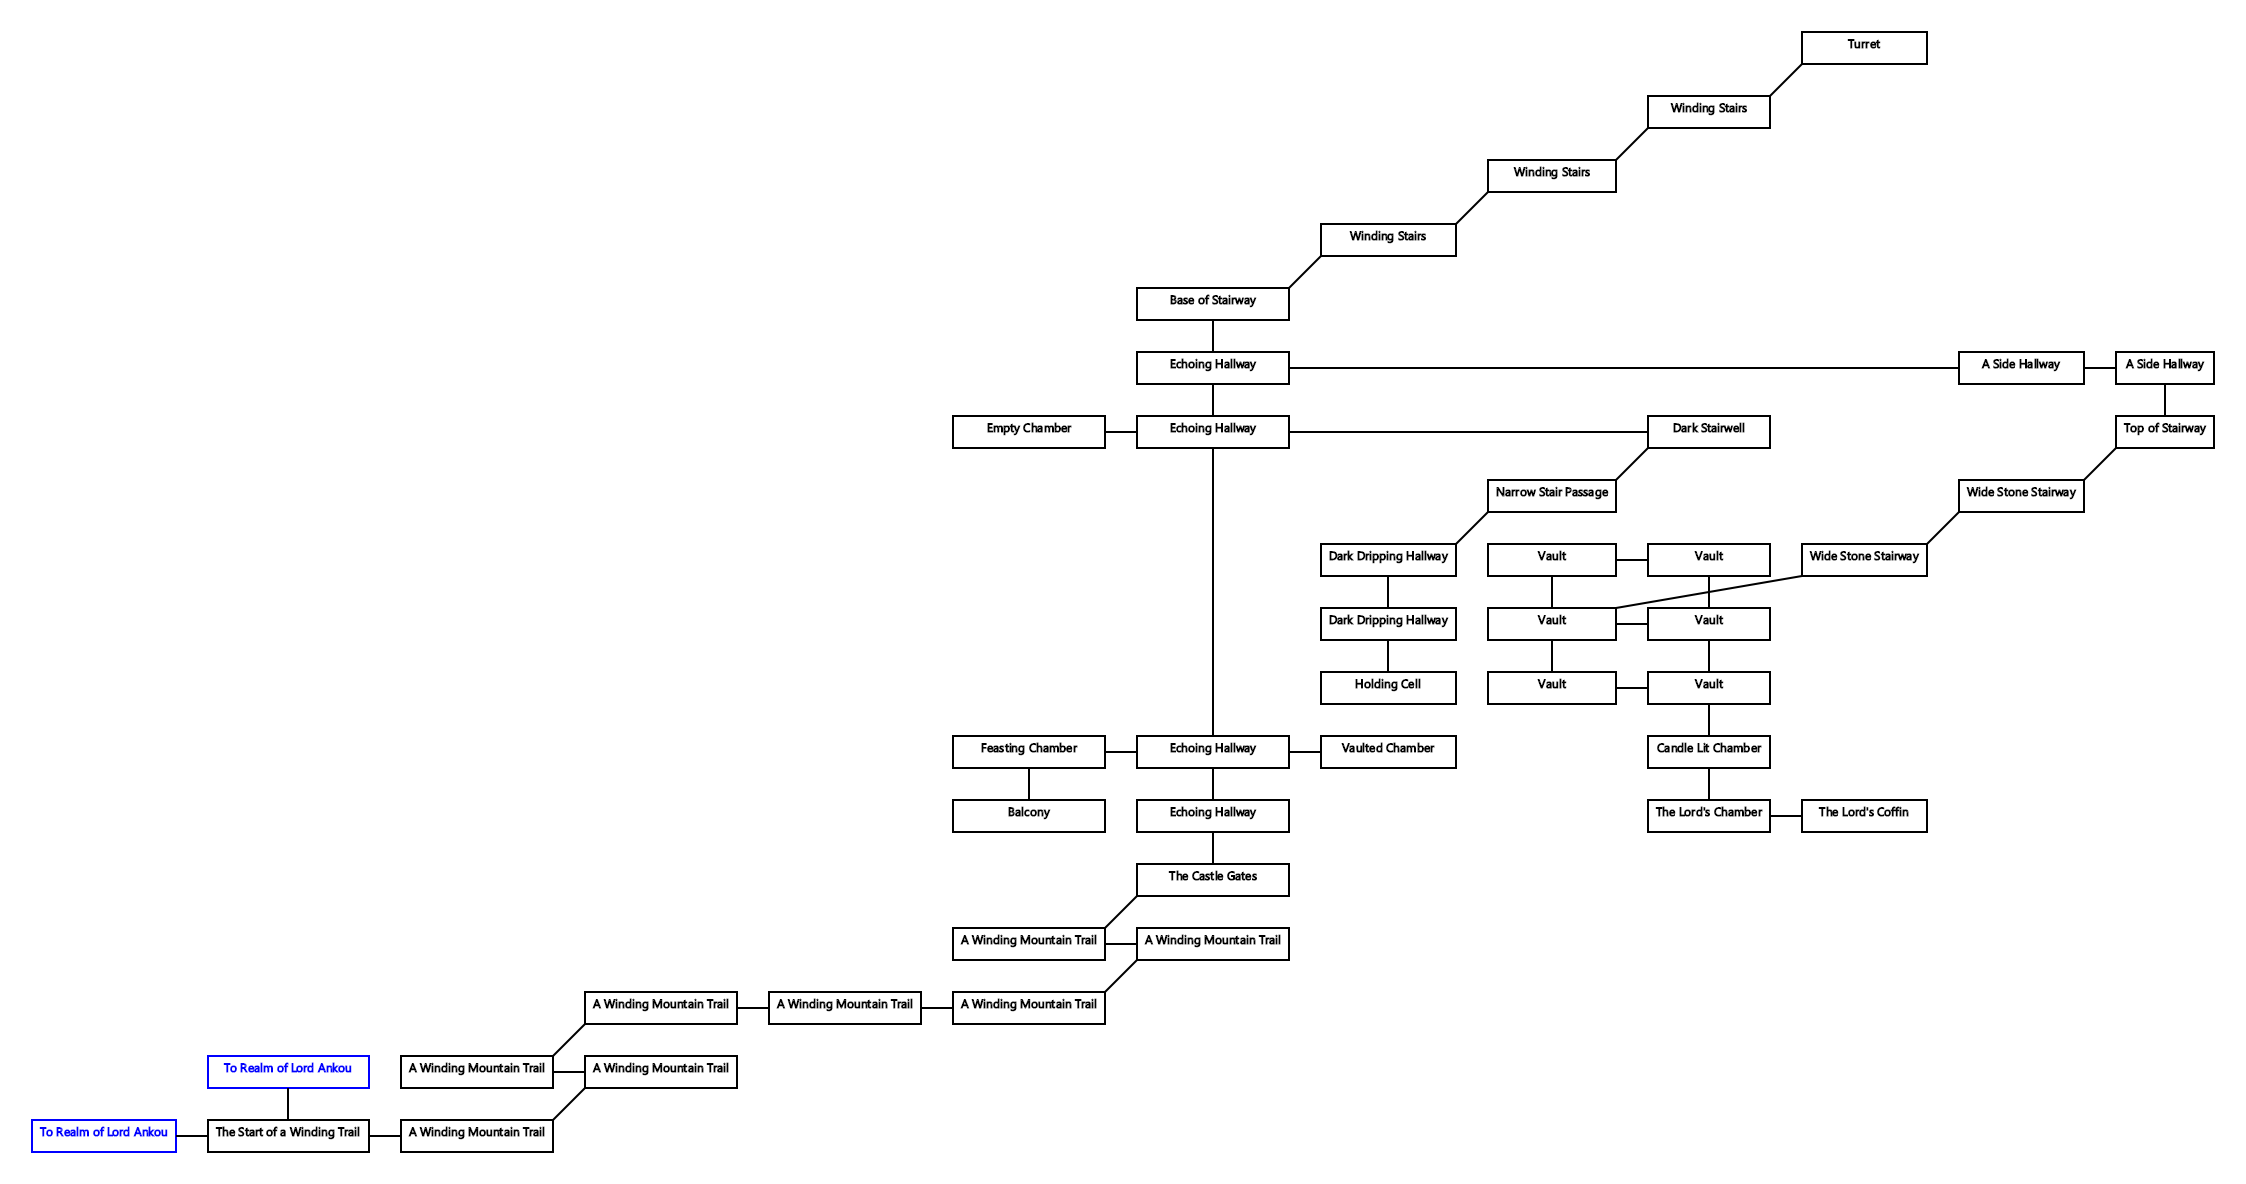 Turret
Winding Stairs
Winding Stairs
Winding Stairs
Base of Stairway
Echoing Hallway
A Side Hallway
A Side Hallway
Empty Chamber
Echoing Hallway
Dark Stairwell
Top of Stairway
Narrow Stair Passage
Wide Stone Stairway
Dark Dripping Hallway
Vault
Vault
Wide Stone Stairway
Dark Dripping Hallway
Vault
Vault
Holding Cell
Vault
Vault
Feasting Chamber
Echoing Hallway
Vaulted Chamber
Candle Lit Chamber
Balcony
Echoing Hallway
The Lord's Chamber
The Lord's Coffin
The Castle Gates
A Winding Mountain Trail
A Winding Mountain Trail
A Winding Mountain Trail
A Winding Mountain Trail
A Winding Mountain Trail
To Realm of Lord Ankou
A Winding Mountain Trail
A Winding Mountain Trail
To Realm of Lord Ankou
The Start of a Winding Trail
A Winding Mountain Trail